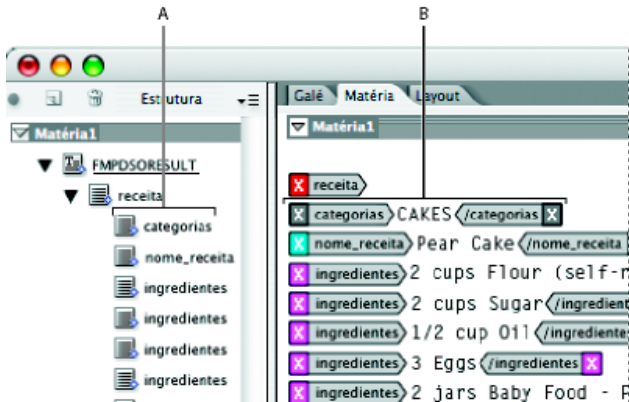 A
B
Estrutura
Galé Matéria Layout
Matéria1
FMPDSORESULT
receita
categorias
nome_receita
ingredientes
ingredientes
ingredientes
ingredientes
Matéria1
receita
categorias CAKES /categorias
nome_receita Pear Cake /nome_receita
ingredientes 2 cups Flour (self-r
ingredientes 2 cups Sugar /ingredient
ingredientes 1/2 cup Oil /ingrediente
ingredientes 3 Eggs /ingredientes
ingredientes 2 jars Baby Food -